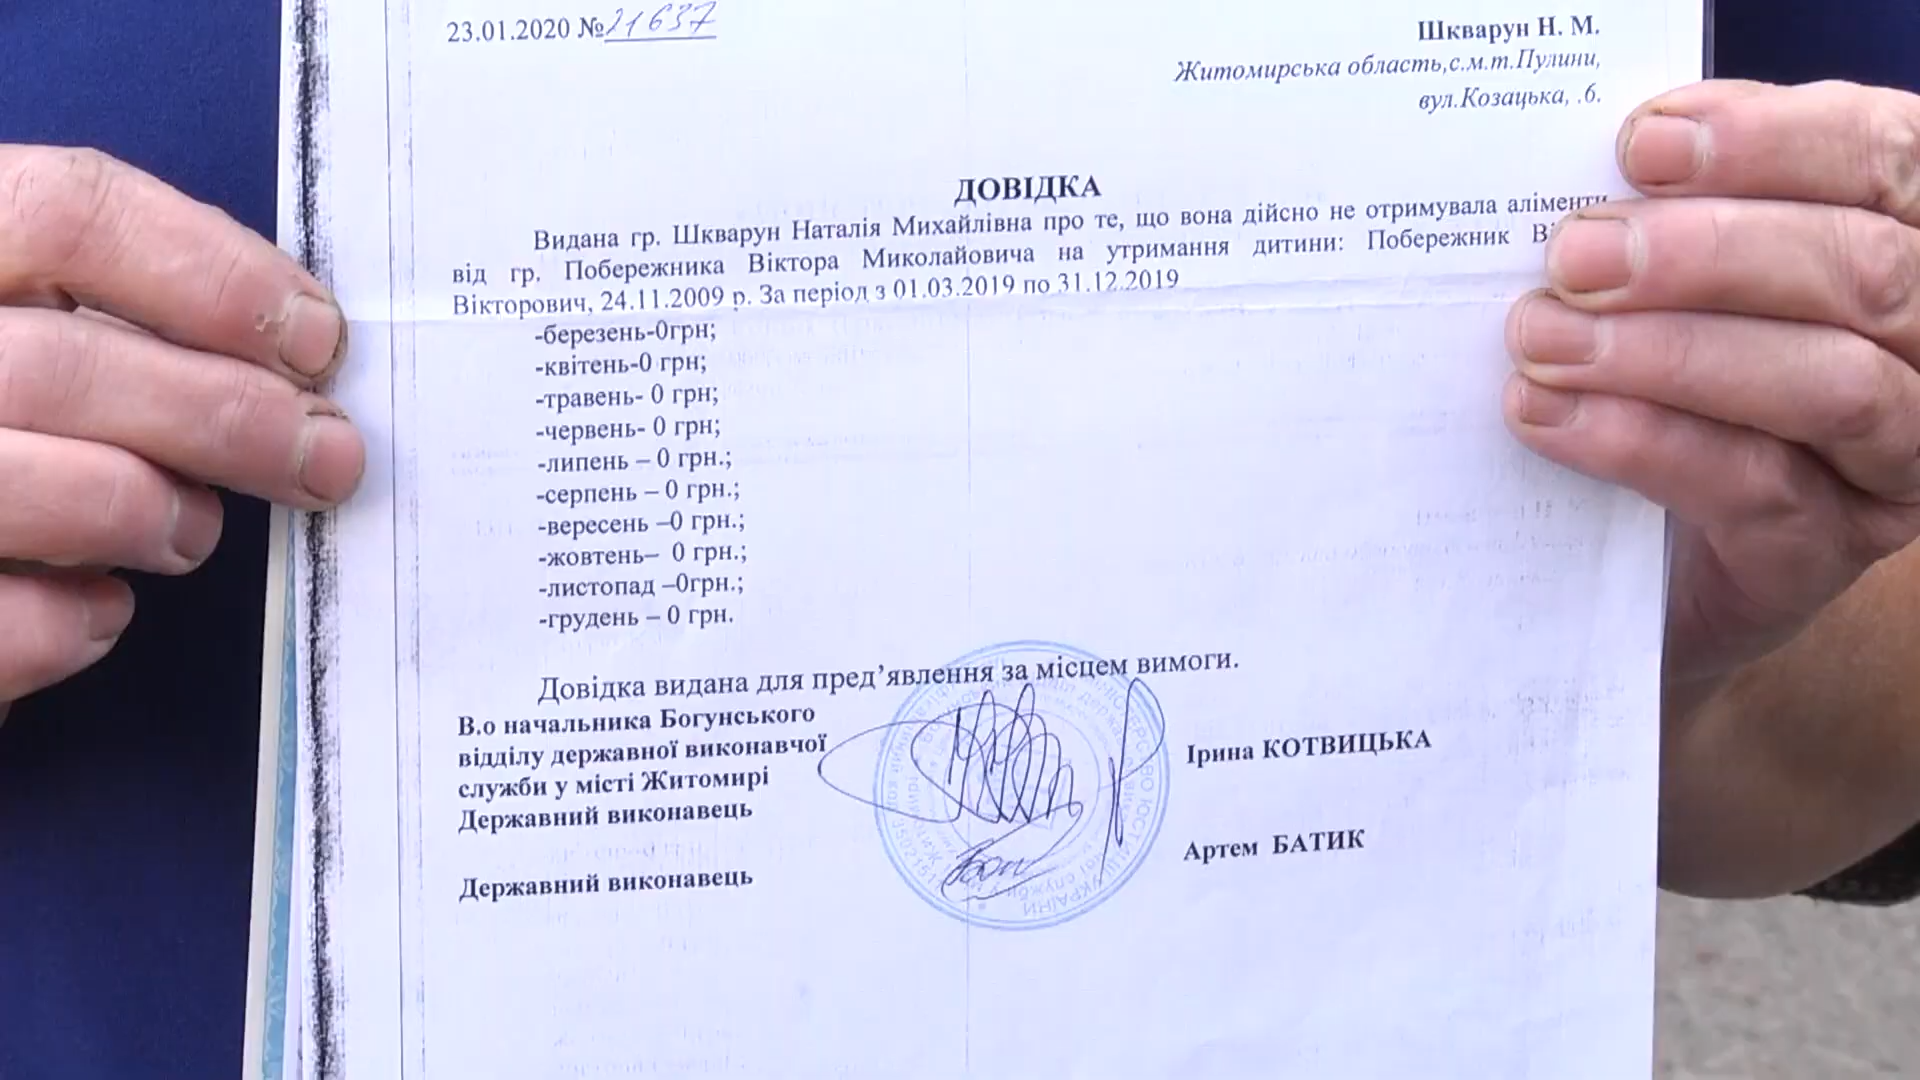 23.01.2020 №21637
Шкварун Н. М.
Житомирська область,с.м.т.Пулини,
вул.Козацька, .6.
ДОВІДКА
Видана гр. Шкварун Наталія Михайлівна про те, що вона дійсно не отримувала аліменти
від гр. Побережника Віктора Миколайовича на утримання дитини: Побережник
Вікторович, 24.11.2009 р. За період з 01.03.2019 по 31.12.2019
-березень-0грн;
-квітень-0 грн;
-травень- 0 грн;
-червень- 0 грн;
-липень – 0 грн.;
-серпень – 0 грн.;
-вересень –0 грн.;
-жовтень– 0 грн.;
-листопад –0грн.;
-грудень – 0 грн.
Довідка видана для пред’явлення за місцем вимоги.
В.о начальника Богунського
відділу державної виконавчої
служби у місті Житомирі
Ірина КОТВИЦЬКА
Державний виконавець
Артем БАТИК
Державний виконавець